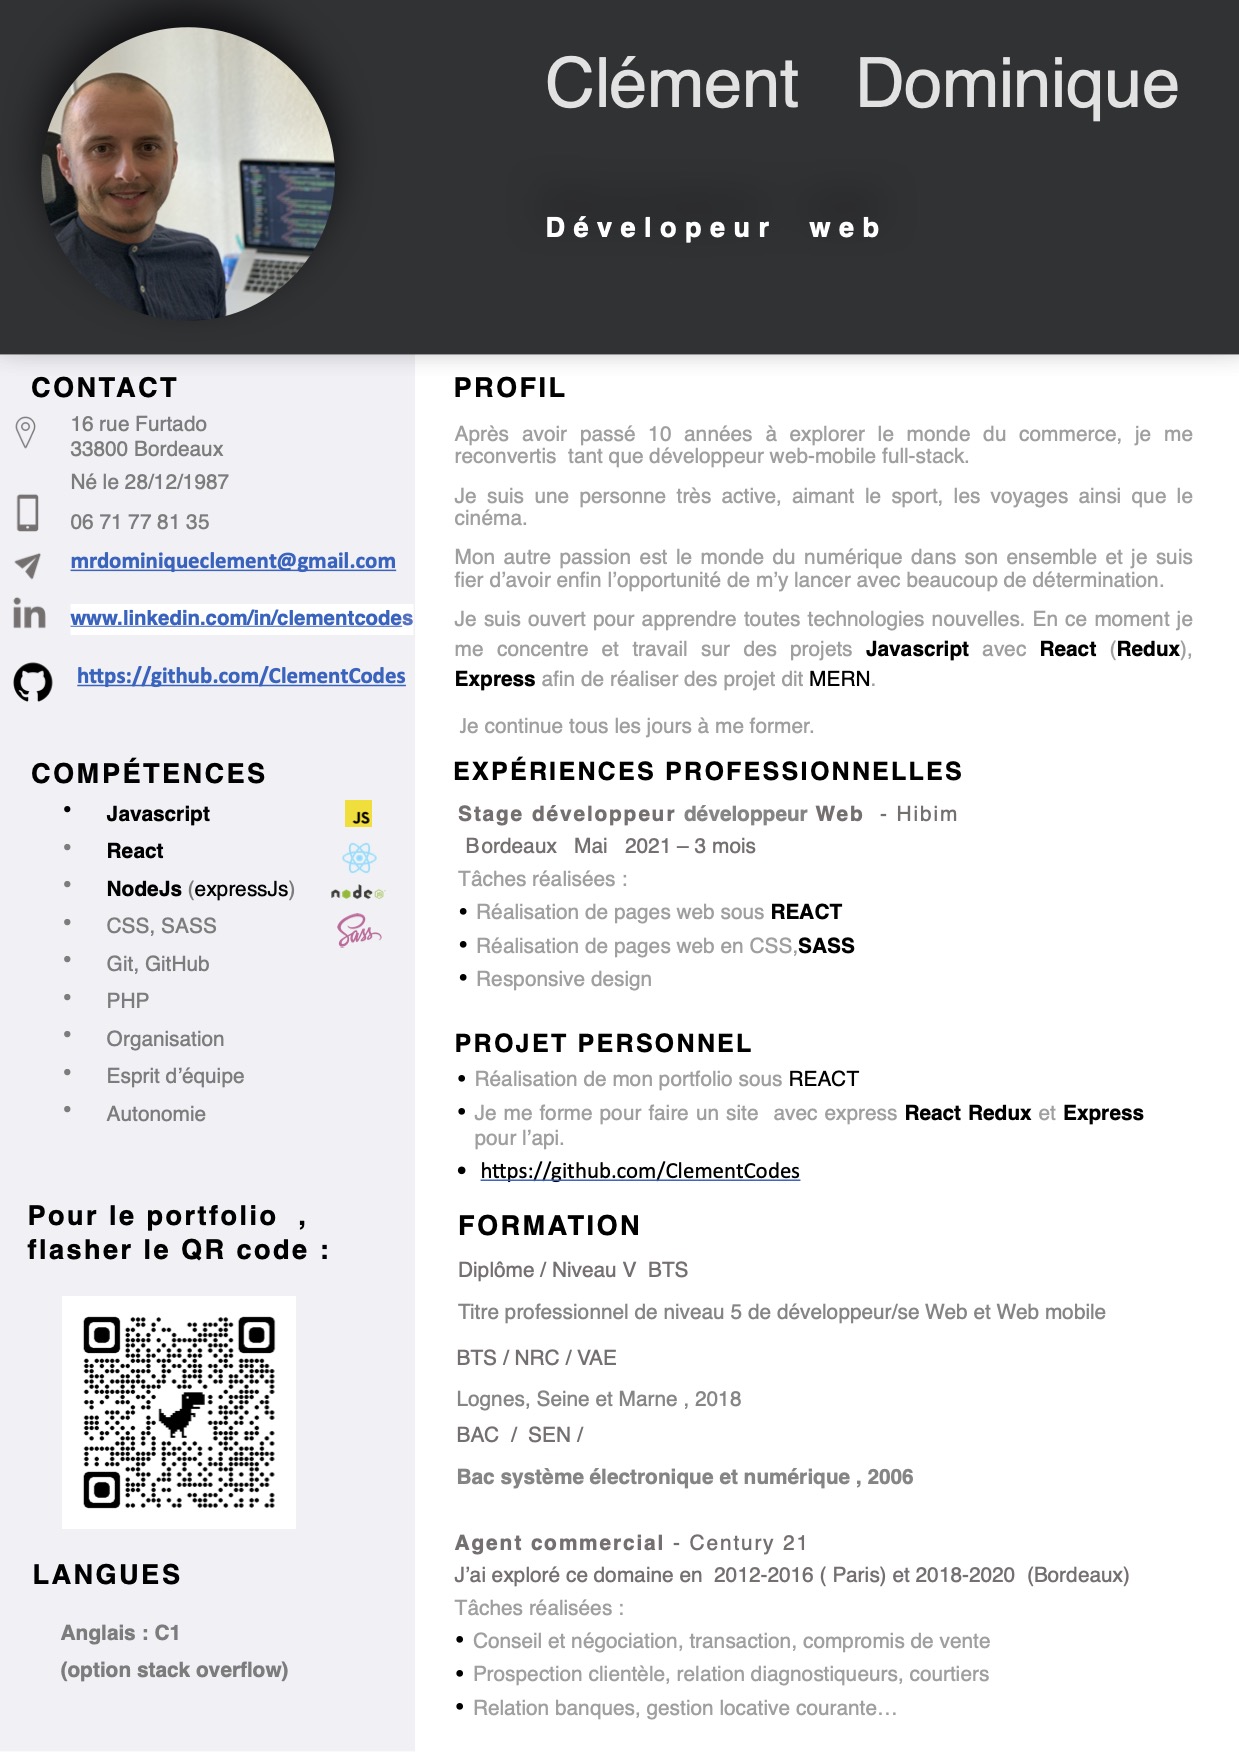 Clément Dominique
Dévelopeur web
CONTACT
16 rue Furtado
33800 Bordeaux
Né le 28/12/1987
06 71 77 81 35
mrdominiqueclement@gmail.com
in
www.linkedin.com/in/clementcodes
https://github.com/ClementCodes
COMPÉTENCES
• Javascript
JS
• React
• NodeJs (expressJs)
node
• CSS, SASS
Sass
• Git, GitHub
• PHP
• Organisation
• Esprit d’équipe
• Autonomie
Pour le portfolio ,
flasher le QR code :
LANGUES
Anglais : C1
(option stack overflow)
PROFIL
Après avoir passé 10 années à explorer le monde du commerce, je me
reconvertis tant que développeur web-mobile full-stack.
Je suis une personne très active, aimant le sport, les voyages ainsi que le
cinéma.
Mon autre passion est le monde du numérique dans son ensemble et je suis
fier d’avoir enfin l’opportunité de m’y lancer avec beaucoup de détermination.
Je suis ouvert pour apprendre toutes technologies nouvelles. En ce moment je
me concentre et travail sur des projets Javascript avec React (Redux),
Express afin de réaliser des projet dit MERN.
Je continue tous les jours à me former.
EXPÉRIENCES PROFESSIONNELLES
Stage développeur développeur Web - Hibim
Bordeaux Mai 2021 – 3 mois
Tâches réalisées :
• Réalisation de pages web sous REACT
• Réalisation de pages web en CSS,SASS
• Responsive design
PROJET PERSONNEL
• Réalisation de mon portfolio sous REACT
• Je me forme pour faire un site avec express React Redux et Express
pour l’api.
• https://github.com/ClementCodes
FORMATION
Diplôme / Niveau V BTS
Titre professionnel de niveau 5 de développeur/se Web et Web mobile
BTS / NRC / VAE
Lognes, Seine et Marne , 2018
BAC / SEN /
Bac système électronique et numérique , 2006
Agent commercial - Century 21
J’ai exploré ce domaine en 2012-2016 ( Paris) et 2018-2020 (Bordeaux)
Tâches réalisées :
• Conseil et négociation, transaction, compromis de vente
• Prospection clientèle, relation diagnostiqueurs, courtiers
• Relation banques, gestion locative courante…